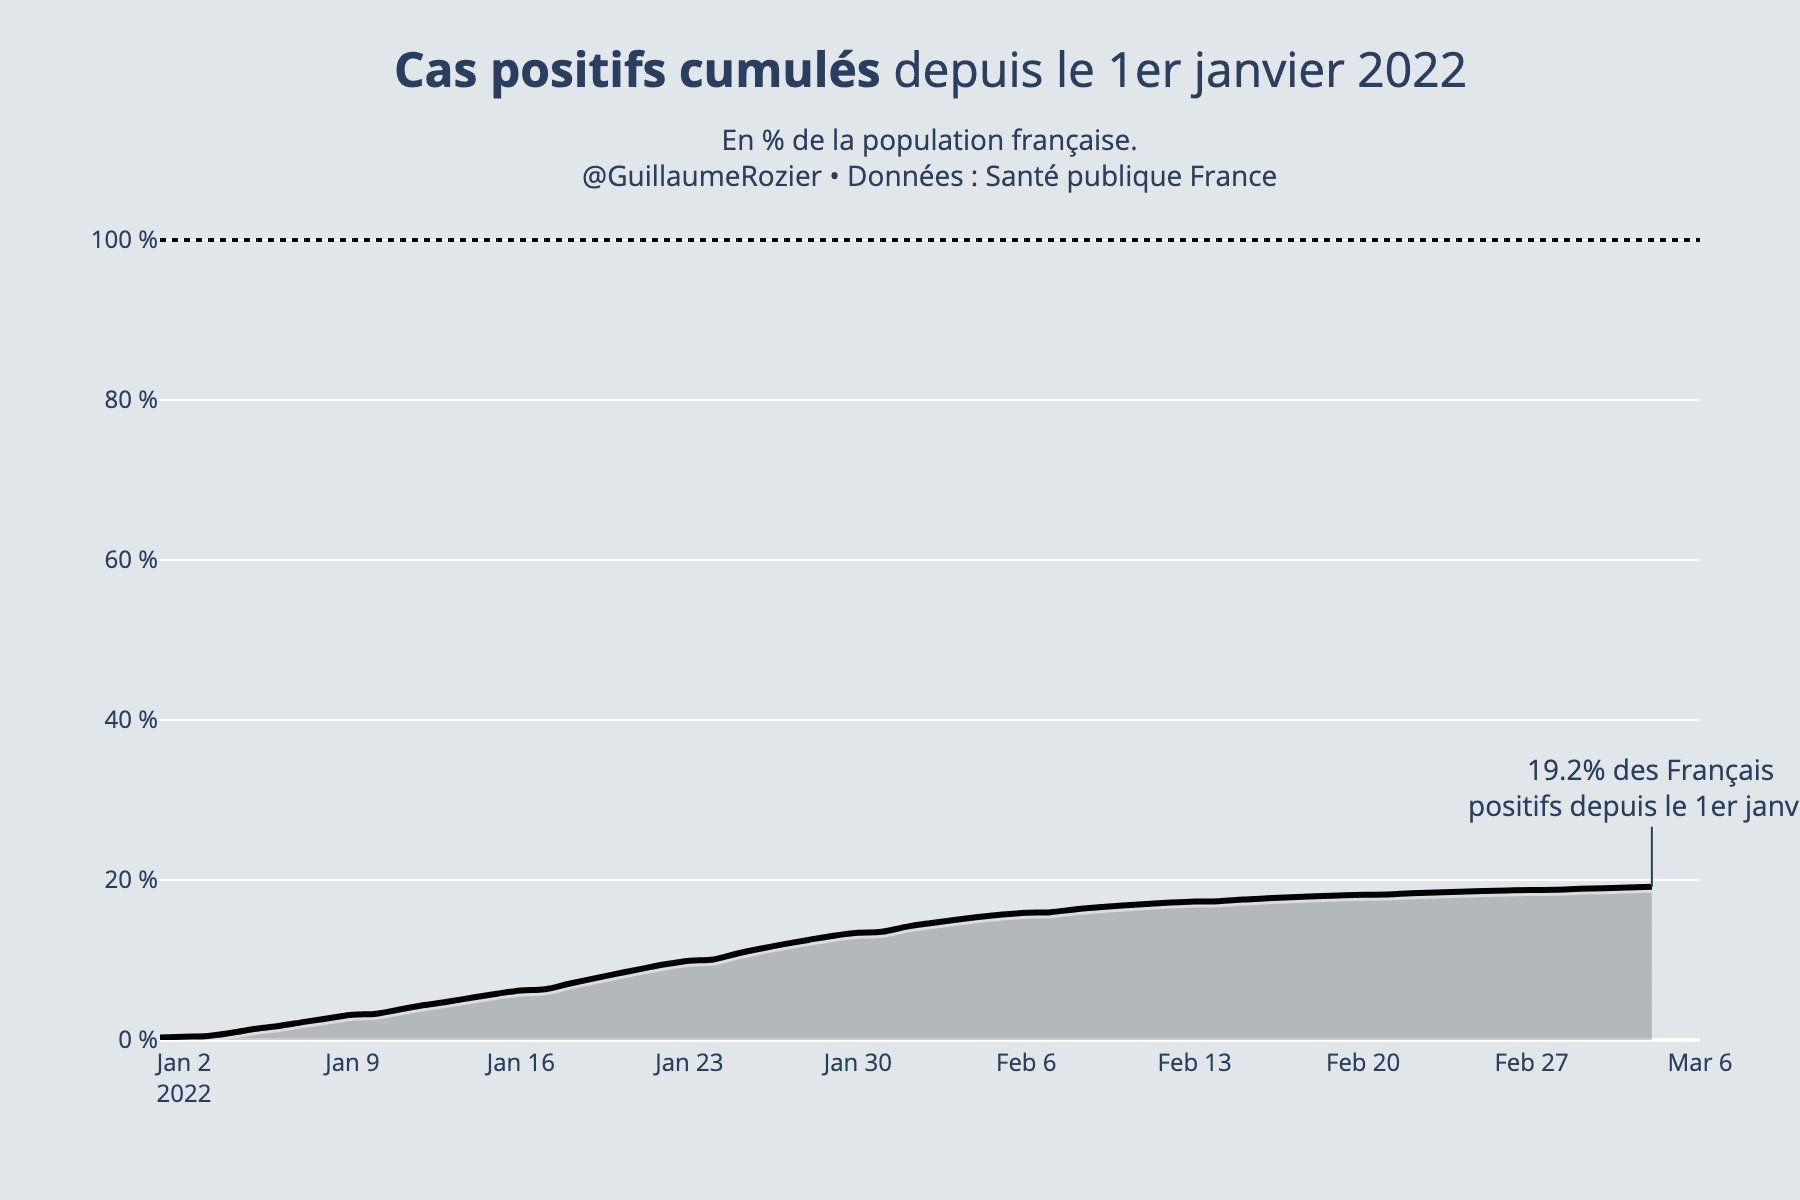 Cas positifs cumulés depuis le 1er janvier 2022
En % de la population française.
@GuillaumeRozier • Données : Santé publique France
100 %
80 %
60 %
40 %
19.2% des Français
positifs depuis le 1er janv
20 %
0 %
Jan 2 Jan 9 Jan 16 Jan 23 Jan 30 Feb 6 Feb 13 Feb 20 Feb 27 Mar 6
2022